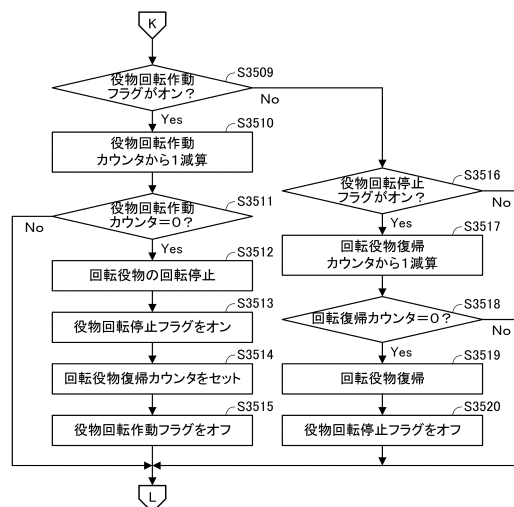 K
S3509
役物回転作動
フラグがオン?
No
Yes
S3510
役物回転作動
カウンタから1減算
S3511
役物回転作動
カウンタ=0?
No
Yes
S3512
回転役物の回転停止
S3513
役物回転停止フラグをオン
S3514
回転役物復帰カウンタをセット
S3515
役物回転作動フラグをオフ
S3516
役物回転停止
フラグがオン?
No
Yes
S3517
回転役物復帰
カウンタから1減算
S3518
回転復帰カウンタ=0?
No
Yes
S3519
回転役物復帰
S3520
役物回転停止フラグをオフ
L